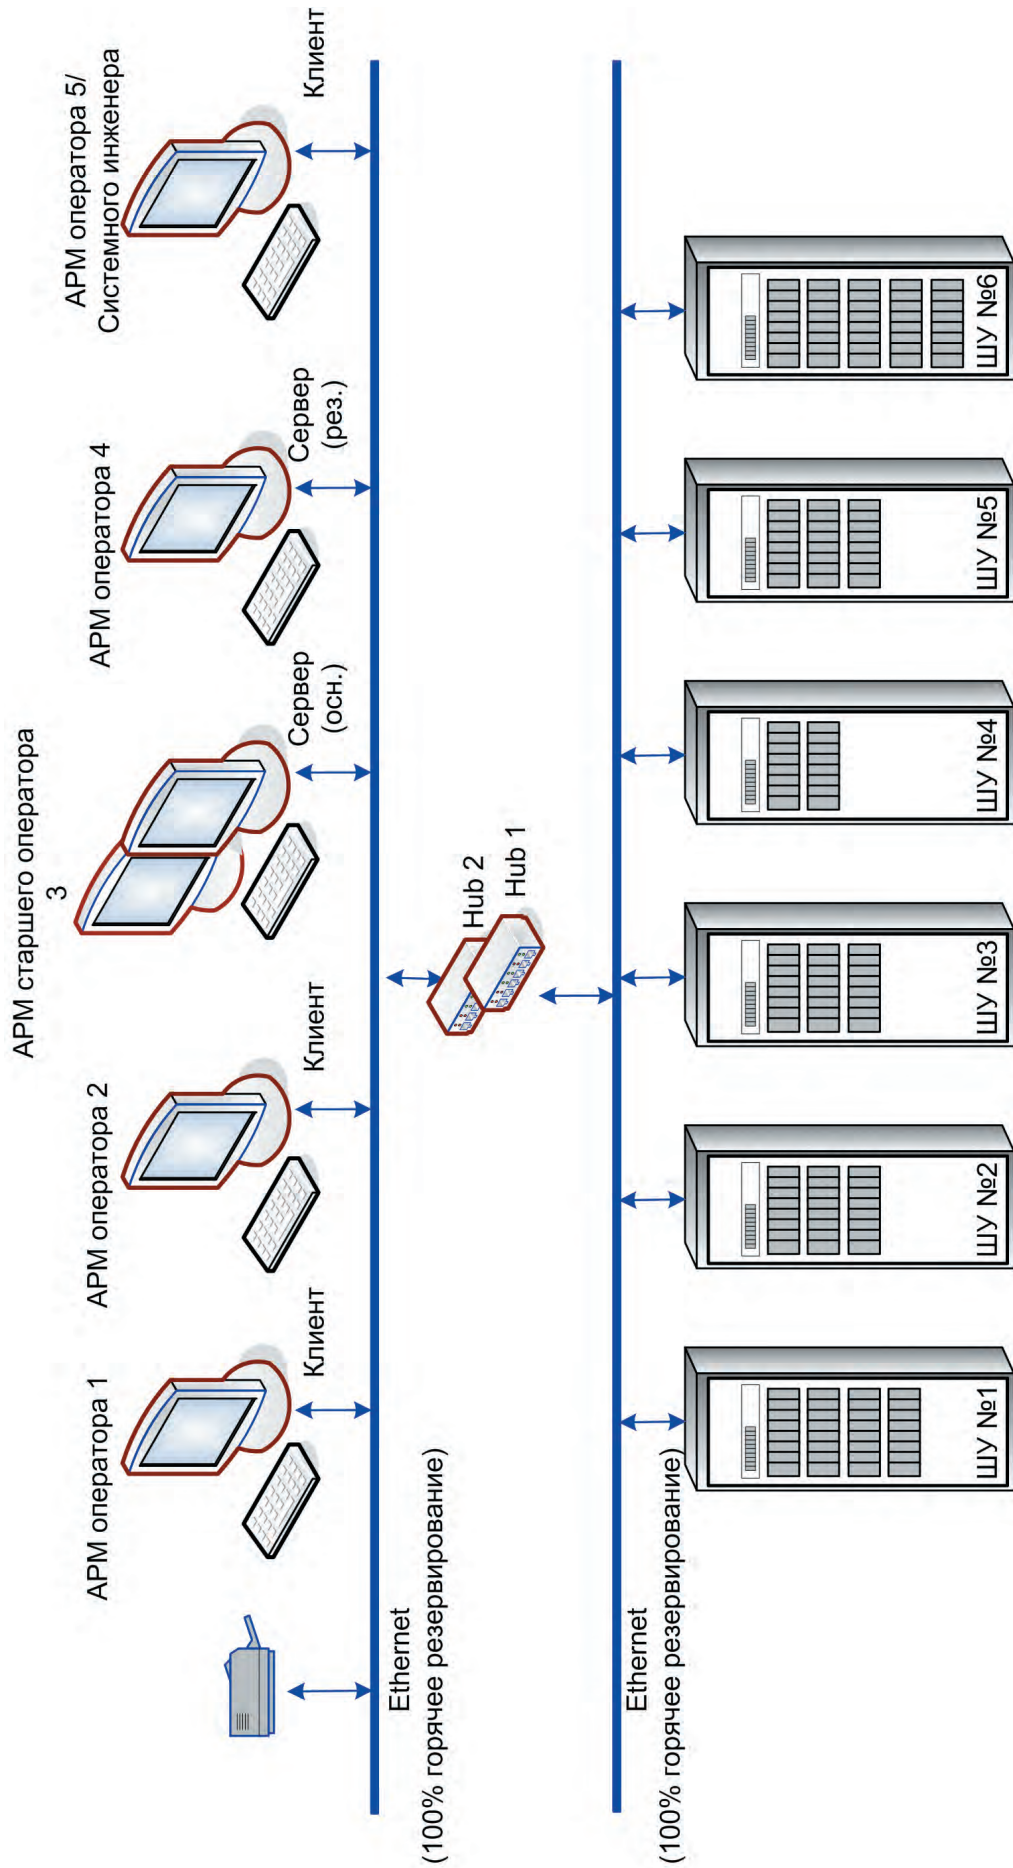 АРМ оператора 1
АРМ оператора 2
АРМ старшего оператора
3
АРМ оператора 4
АРМ оператора 5/
Системного инженера
Клиент
Клиент
Сервер
(осн.)
Сервер
(рез.)
Клиент
Ethernet
(100% горячее резервирование)
Hub 2
Hub 1
Ethernet
(100% горячее резервирование)
ШУ №1
ШУ №2
ШУ №3
ШУ №4
ШУ №5
ШУ №6